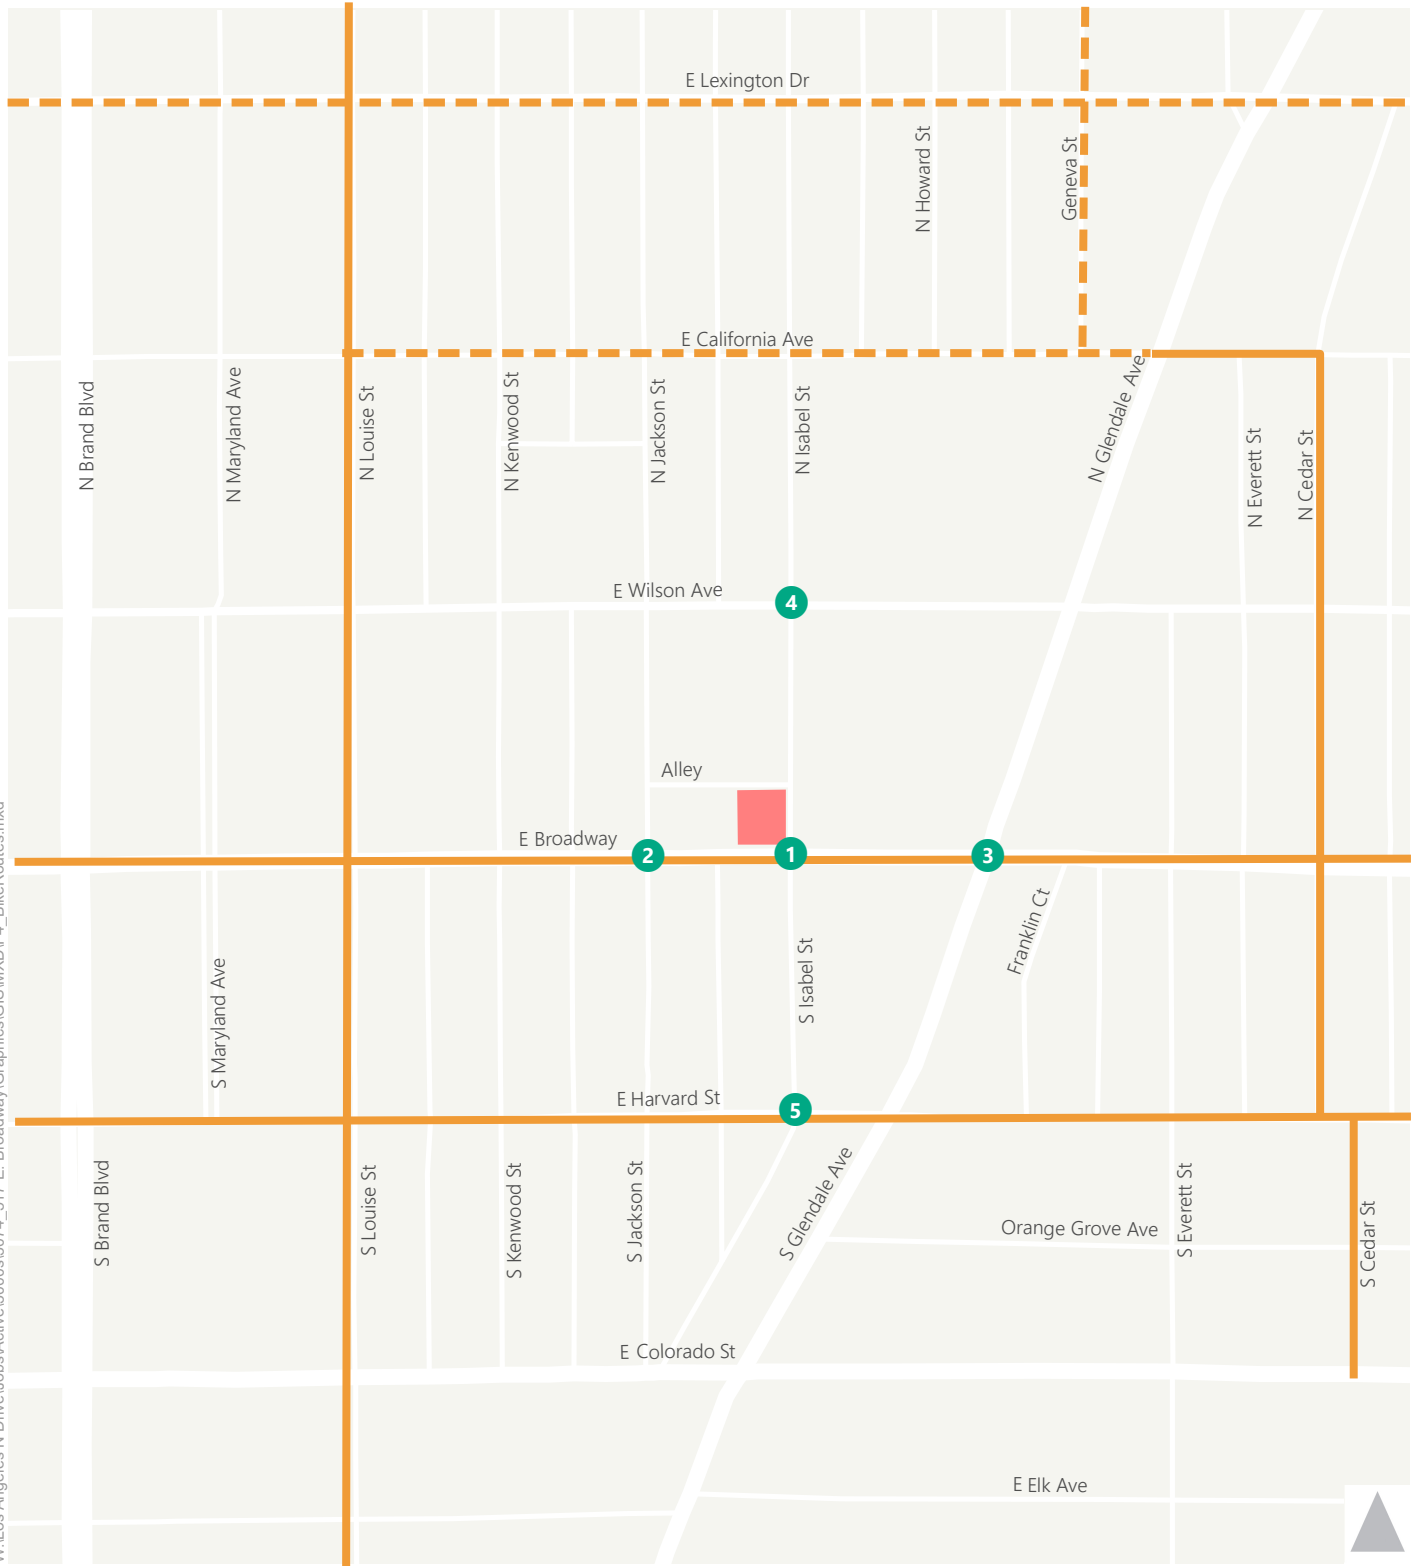 E Lexington Dr
N Howard St
Geneva St
E California Ave
N Brand Blvd
N Maryland Ave
N Louise St
N Kenwood St
N Jackson St
N Isabel St
N Glendale Ave
N Everett St
N Cedar St
E Wilson Ave
4
Alley
E Broadway
2
1
3
Franklin Ct
S Maryland Ave
S Isabel St
E Harvard St
5
S Brand Blvd
S Louise St
S Kenwood St
S Jackson St
S Glendale Ave
Orange Grove Ave
S Everett St
S Cedar St
E Colorado St
E Elk Ave